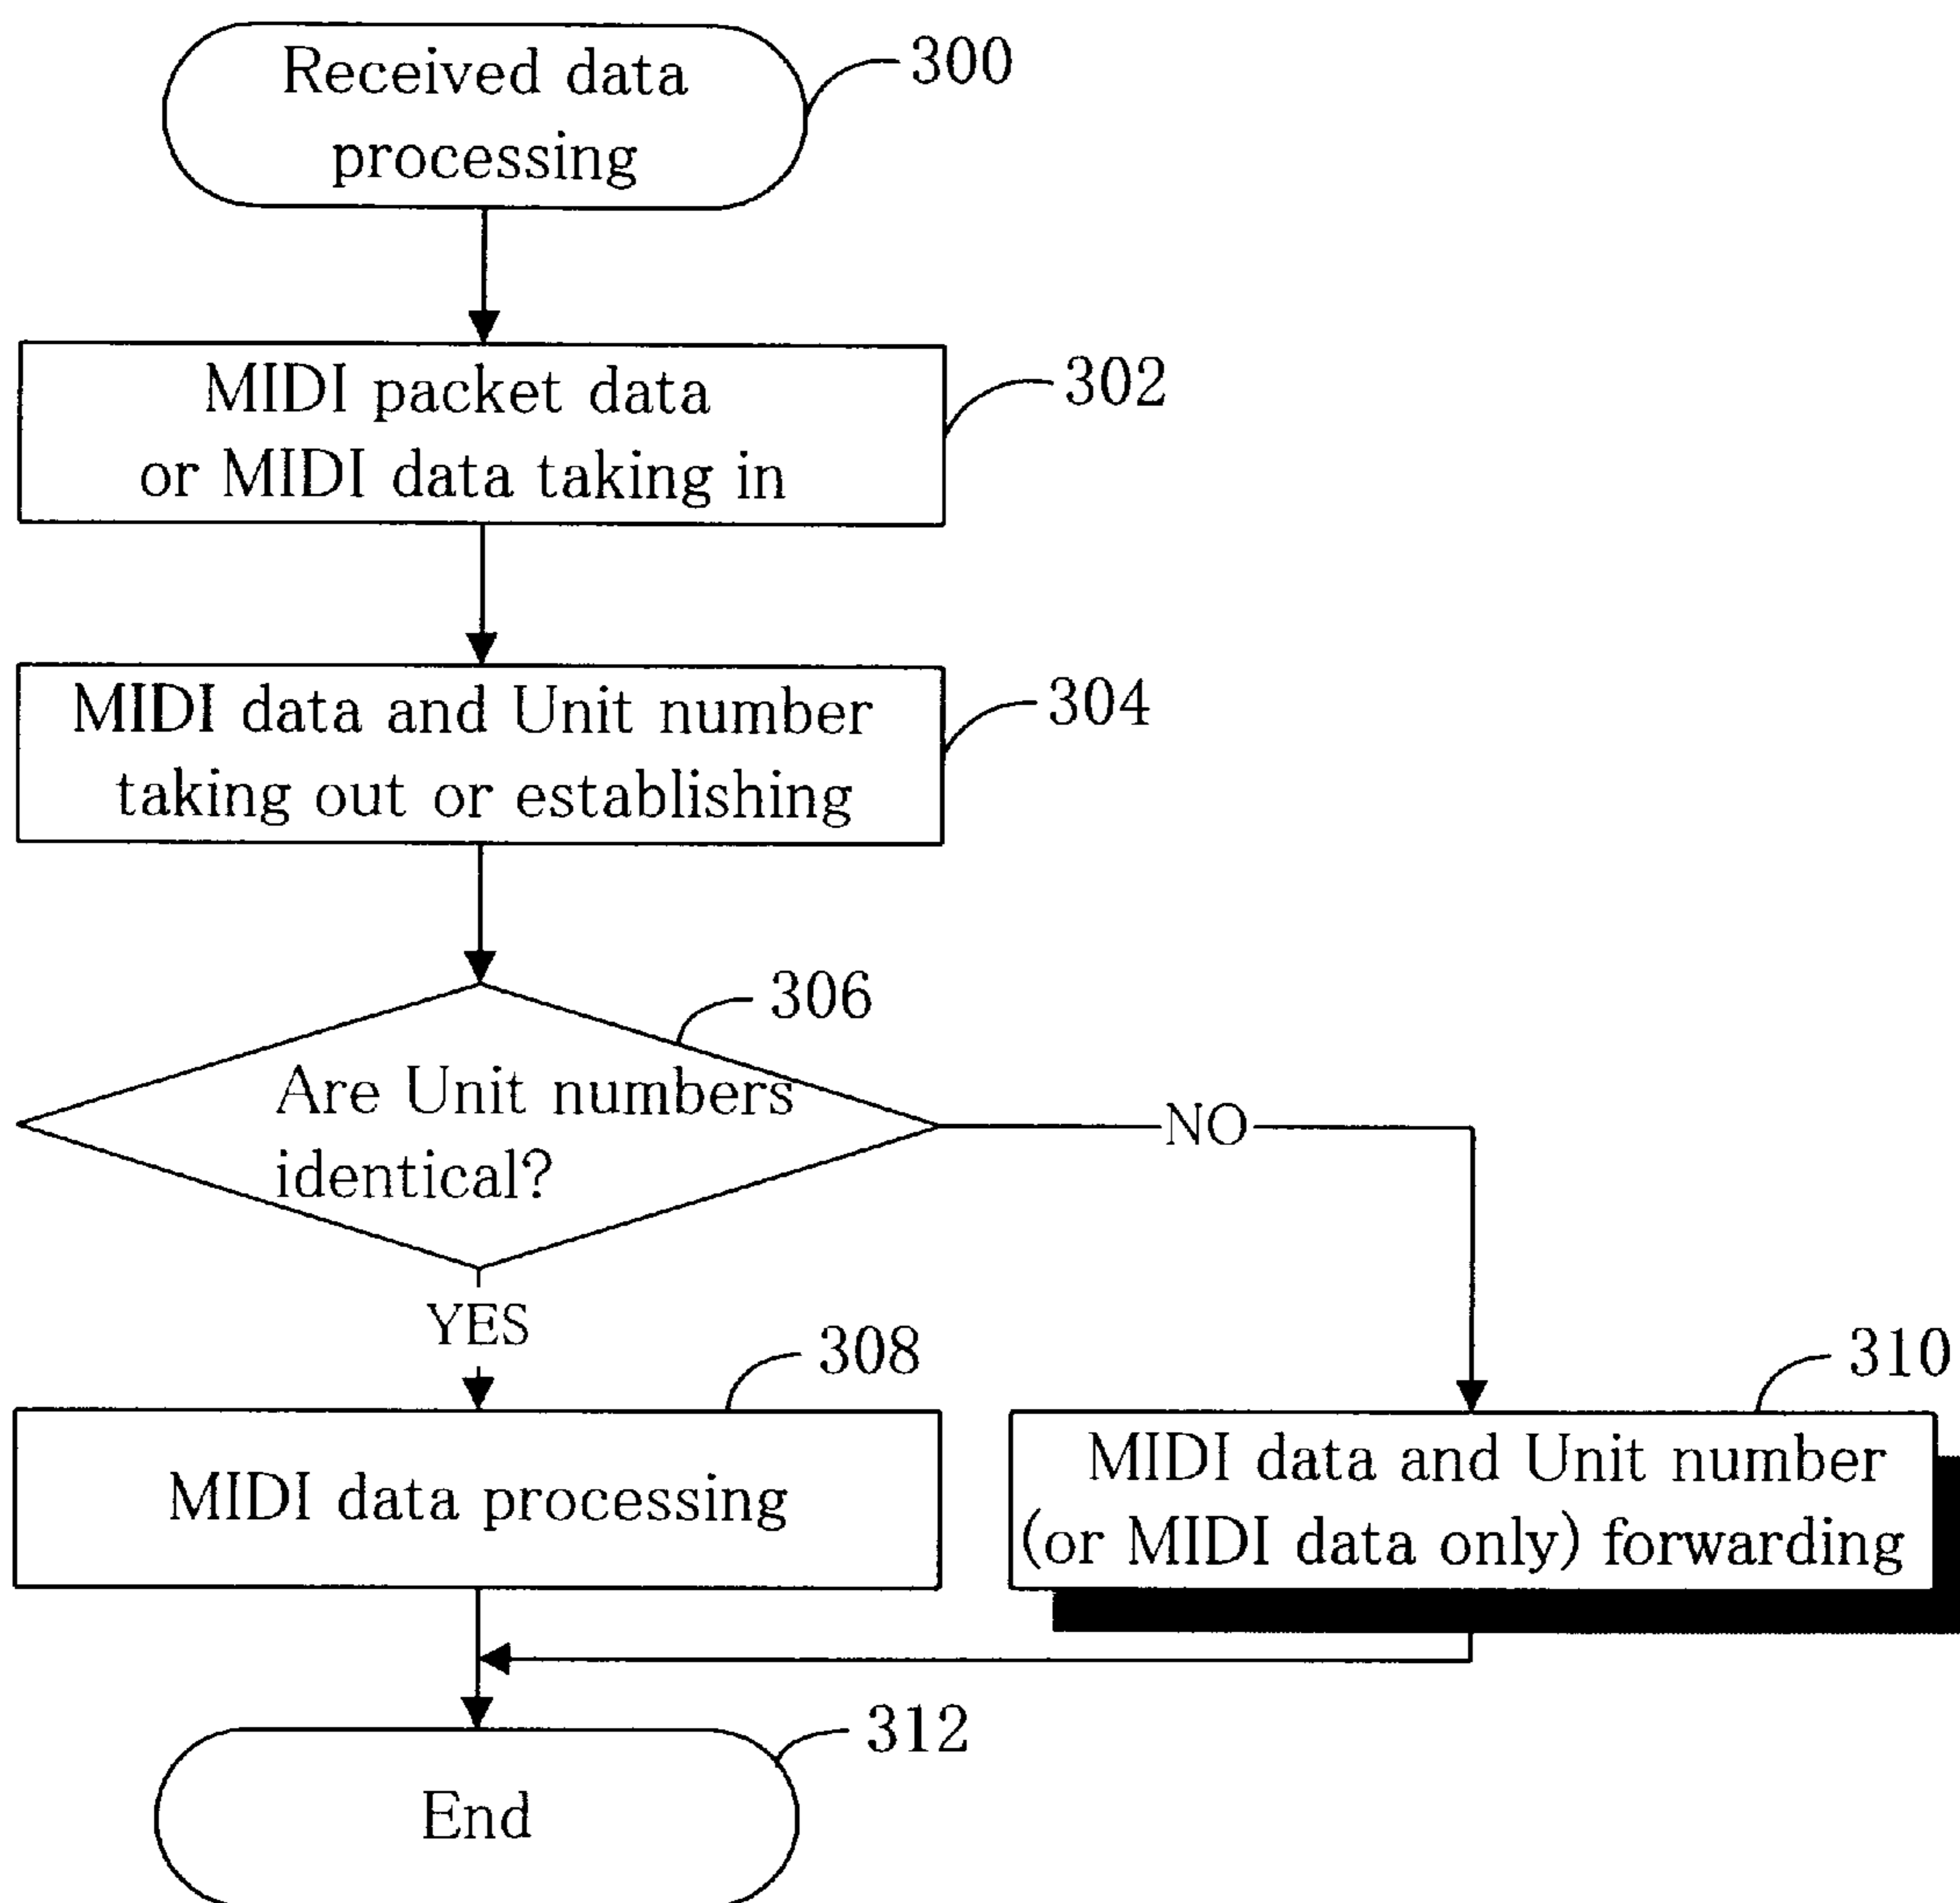 Received data
processing
300
MIDI packet data
or MIDI data taking in
302
MIDI data and Unit number
taking out or establishing
304
306
Are Unit numbers
identical?
NO
YES
308
MIDI data processing
310
MIDI data and Unit number
(or MIDI data only) forwarding
312
End